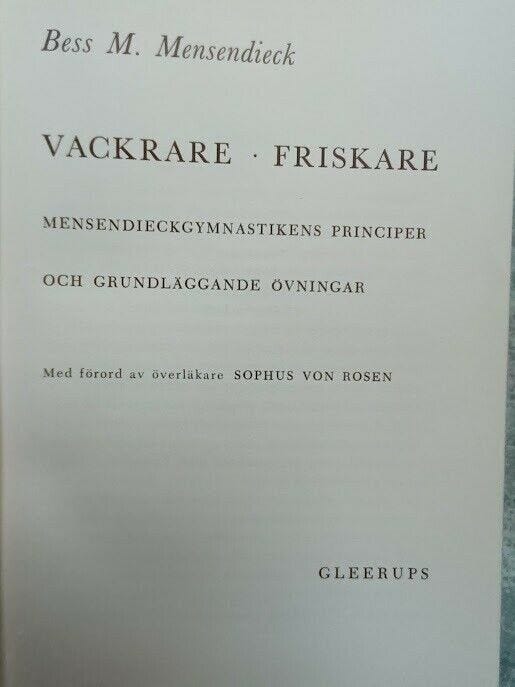 Bess M. Mensendieck
VACKRARE · FRISKARE
MENSENDIECKGYMNASTIKENS PRINCIPER
OCH GRUNDLÄGGANDE ÖVNINGAR
Med förord av överläkare SOPHUS VON ROSEN
GLEERUPS